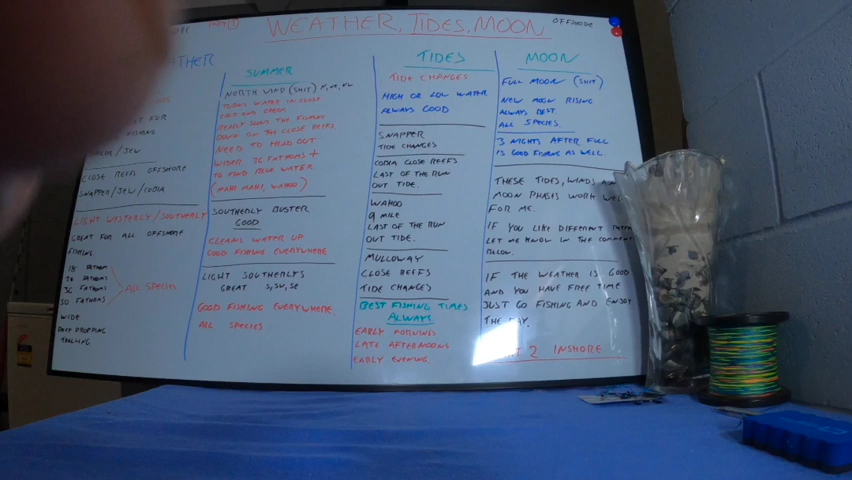 WEATHER, TIDES, MOON
OFFSHORE
CLOSE REEFS OFFSHORE
SNAPPER/JEW/COBIA
LIGHT WESTERLY/SOUTHERLY
GREAT FOR ALL OFFSHORE
FISHING
18 FATHOM
36 FATHOMS
50 FATHOMS
ALL SPECIES
WIDE
DEEP DROPPING
SUMMER
NORTH WIND (SHIT) N, NE, NW
TURNS WATER IN CLOSE
COLD AND GREEN
REALLY SLOWS THE FISHING
DOWN ON THE CLOSE REEFS
NEED TO HEAD OUT
WIDER 36 FATHOMS +
TO FIND BLUE WATER
(MAHI MAHI, WAHOO)
SOUTHERLY BUSTER
GOOD
CLEANS WATER UP
GOOD FISHING EVERYWHERE
LIGHT SOUTHERLYS
GREAT S, SW, SE
GOOD FISHING EVERYWHERE.
ALL SPECIES
TIDES
TIDE CHANGES
HIGH OR LOW WATER
ALWAYS GOOD
SNAPPER
TIDE CHANGES
COBIA CLOSE REEFS
LAST OF THE RUN
OUT TIDE.
WAHOO
9 MILE
LAST OF THE RUN
OUT TIDE.
MULLOWAY
CLOSE REEFS
TIDE CHANGES
BEST FISHING TIMES
ALWAYS
EARLY MORNINGS
LATE AFTERNOONS
EARLY EVENING.
MOON
FULL MOON (SHIT)
NEW MOON RISING
ALWAYS BEST.
ALL SPECIES.
3 NIGHTS AFTER FULL
IS GOOD FISHING AS WELL.
THESE TIDES, WINDS
MOON PHASES WORK
FOR ME.
IF YOU LIKE DIFFERENT
LET ME KNOW IN THE
BELOW.
IF THE WEATHER IS GOOD
AND YOU HAVE FREE TIME
JUST GO FISHING AND ENJOY
THE DAY.
2 INSHORE